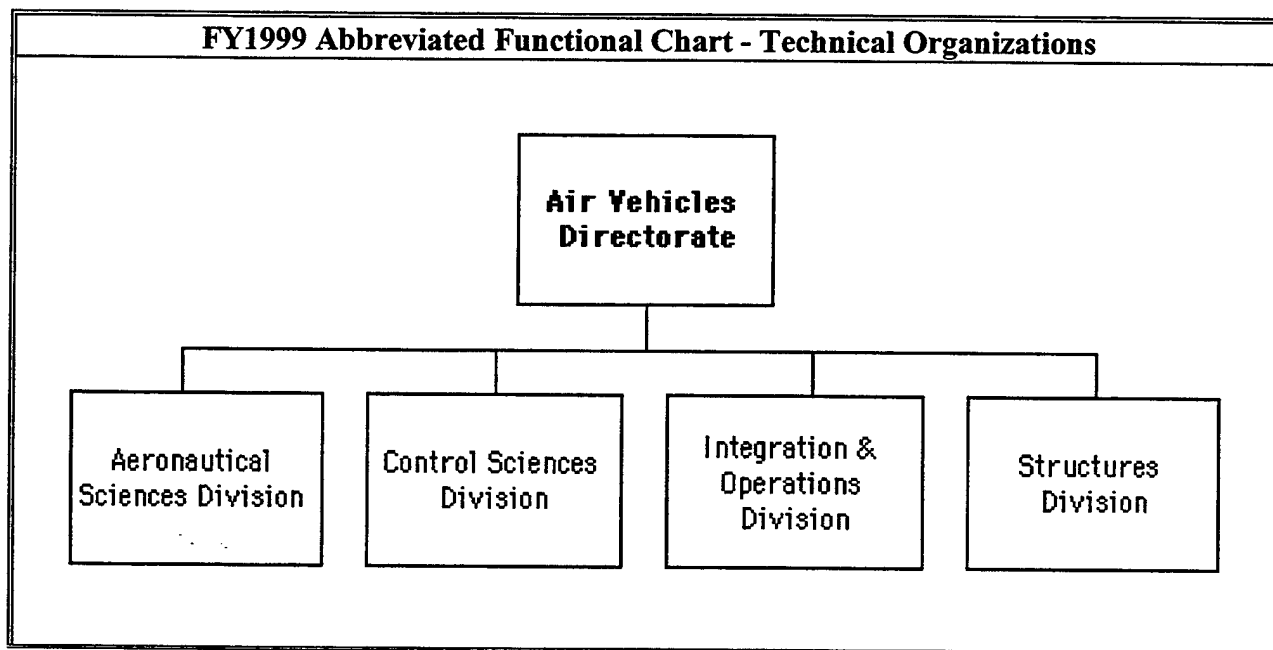 FY1999 Abbreviated Functional Chart - Technical Organizations
Air Vehicles
Directorate
Aeronautical
Sciences Division
Control Sciences
Division
Integration &
Operations
Division
Structures
Division